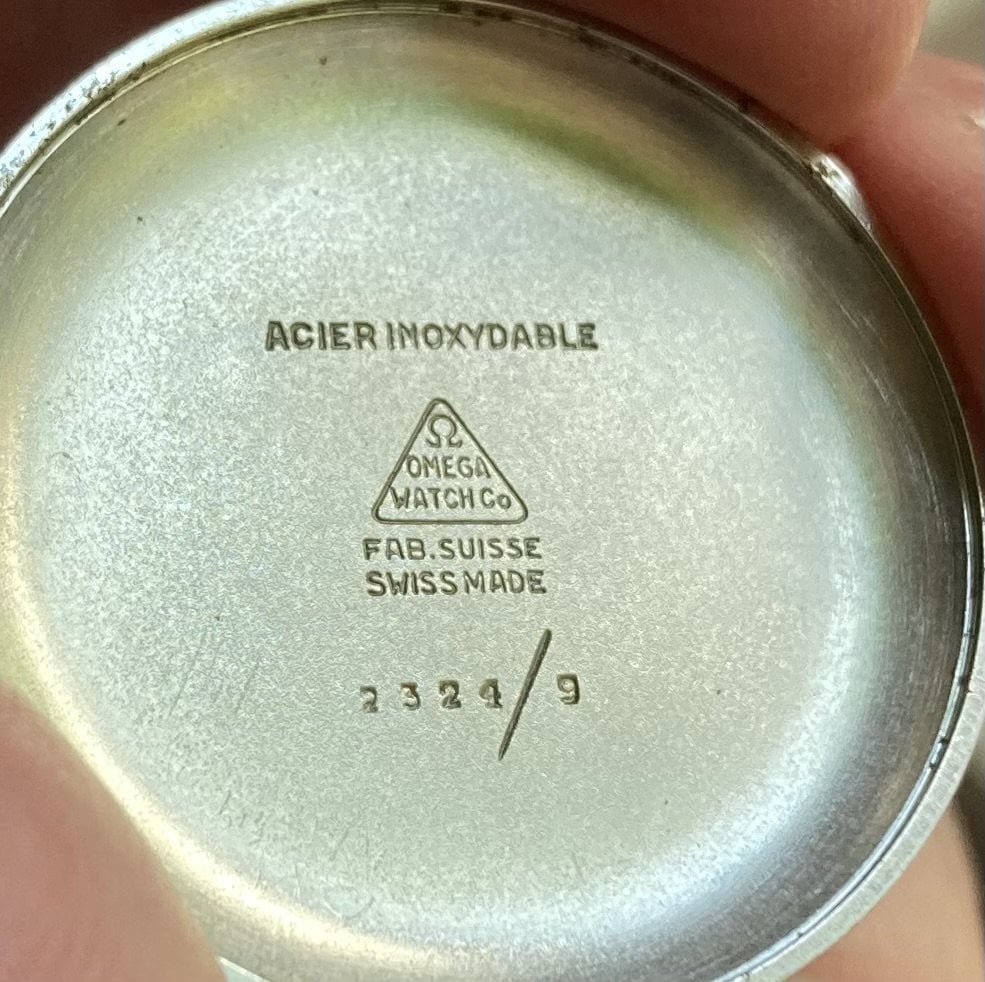 ACIER INOXYDABLE
Ω
OMEGA
WATCH Co
FAB. SUISSE
SWISS MADE
2324/9